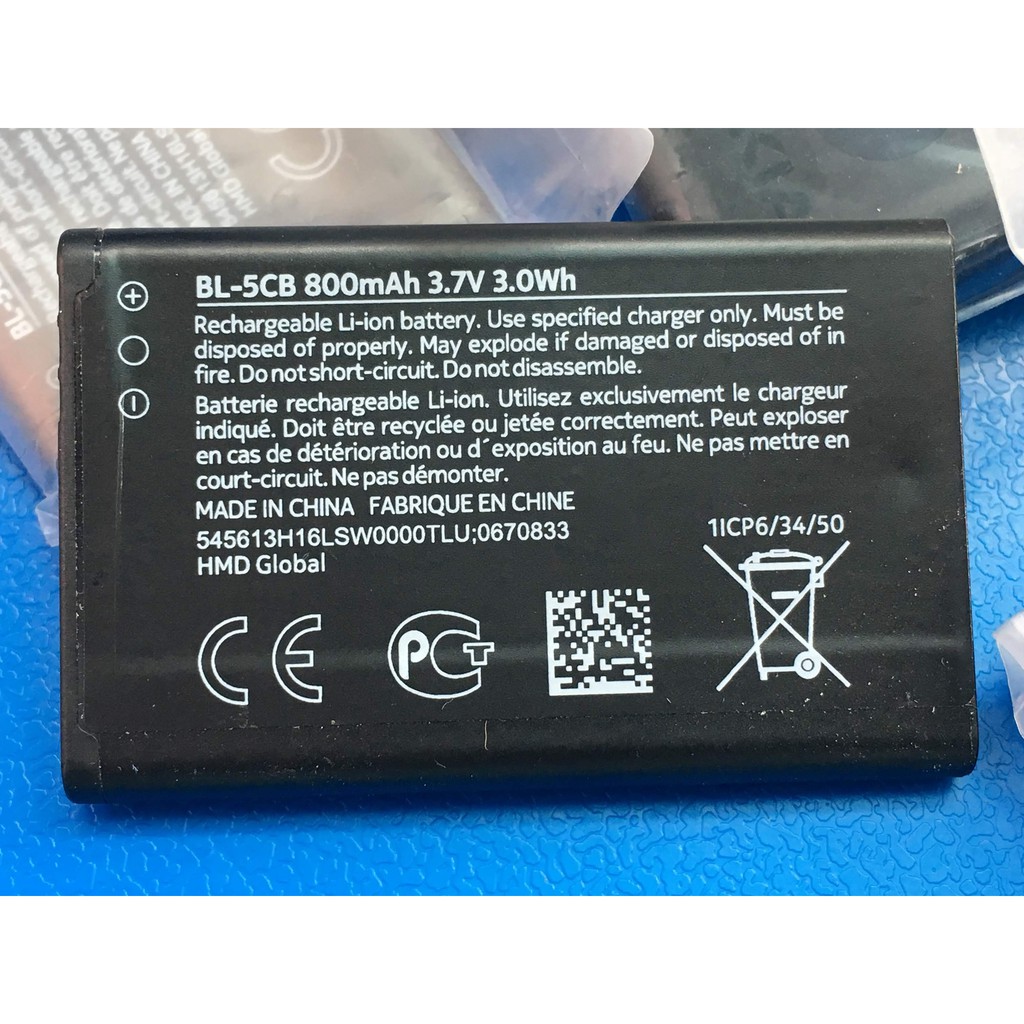 BL-5CB 800mAh 3.7V 3.0Wh
Rechargeable Li-ion battery. Use specified charger only. Must be
disposed of properly. May explode if damaged or disposed of in
fire. Do not short-circuit. Do not disassemble.
Batterie rechargeable Li-ion. Utilisez exclusivement le chargeur
indiqué. Doit être recyclée ou jetée correctement. Peut exploser
en cas de détérioration ou d´exposition au feu. Ne pas mettre en
court-circuit. Ne pas démonter.
MADE IN CHINA FABRIQUE EN CHINE
545613H16LSW0000TLU;0670833
HMD Global
1ICP6/34/50
CE
PCT